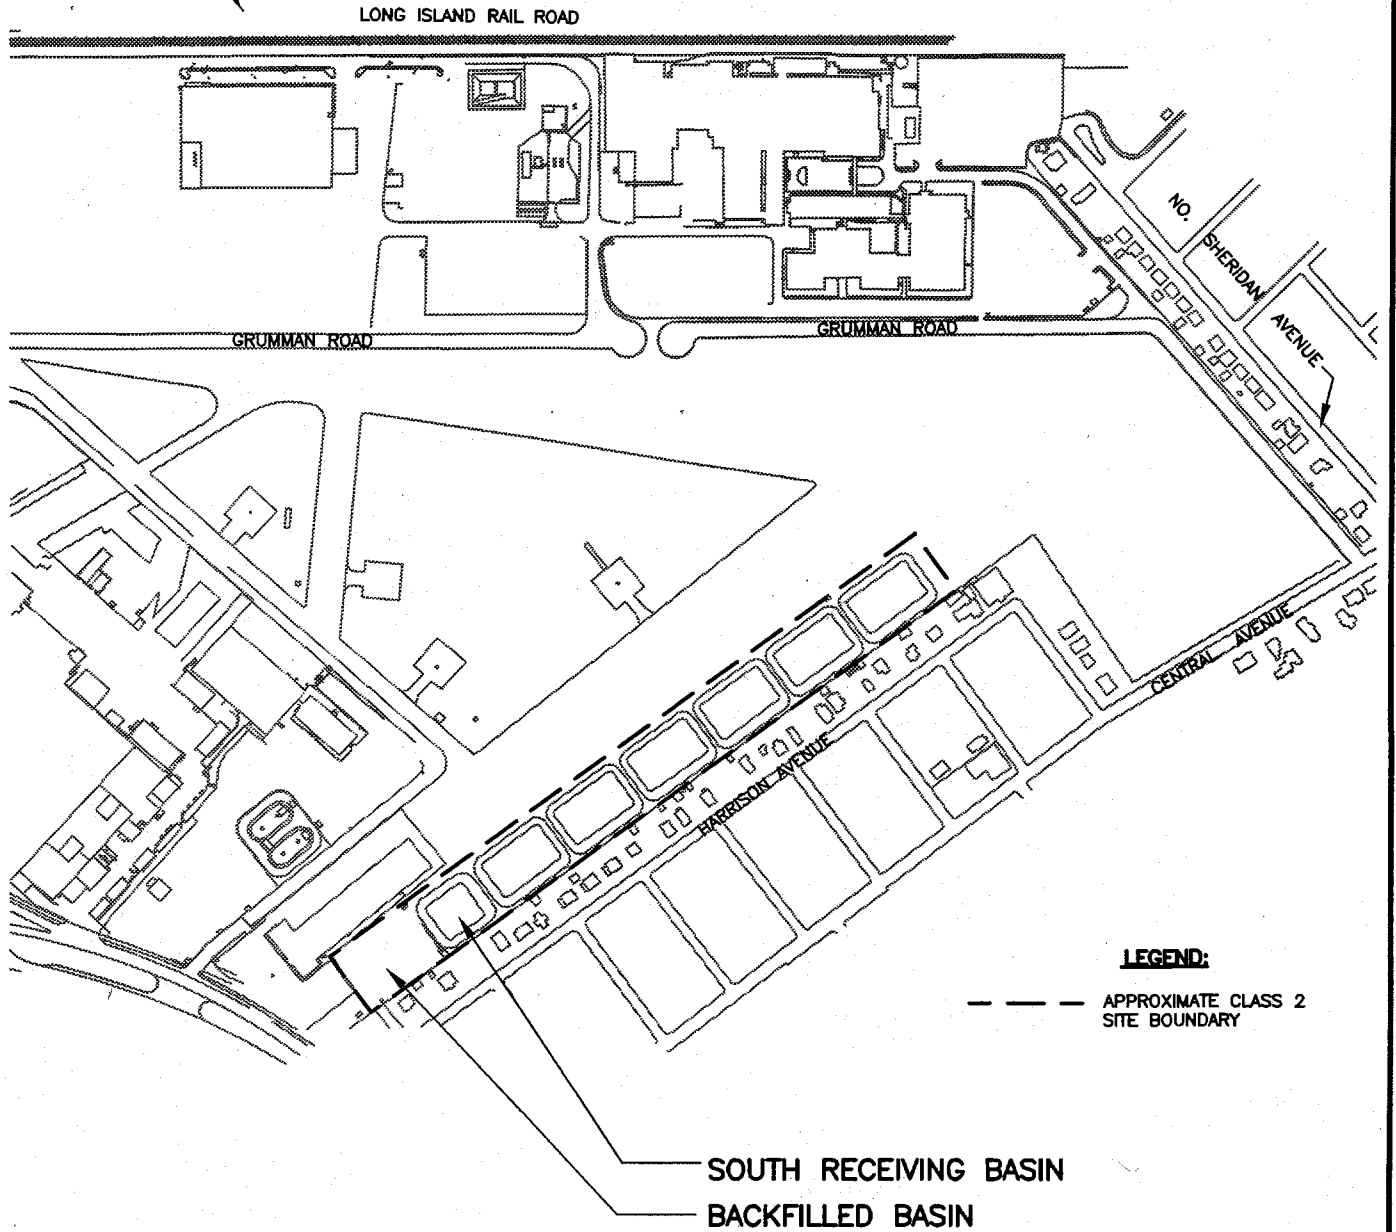 LONG ISLAND RAIL ROAD
NO.
SHERIDAN
AVENUE
GRUMMAN ROAD
GRUMMAN ROAD
CENTRAL AVENUE
HARRISON AVENUE
LEGEND:
APPROXIMATE CLASS 2
SITE BOUNDARY
SOUTH RECEIVING BASIN
BACKFILLED BASIN